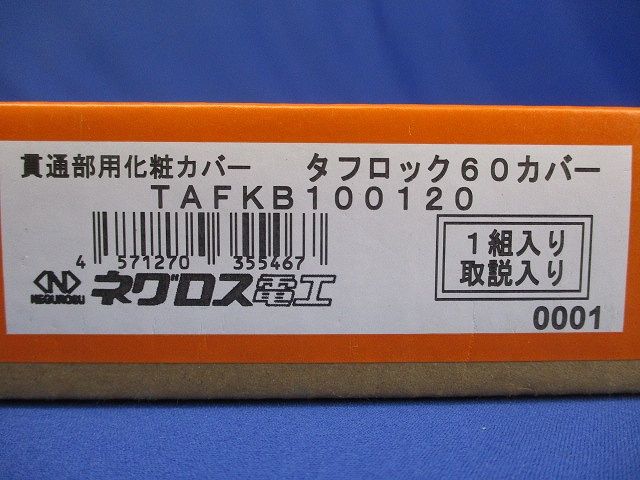 貫通部用化粧カバー　タフロック６０カバー
ＴＡＦＫＢ１００１２０
4 571270 355467
1組入り
取説入り
N NEGUROSU ネグロス電工
0001